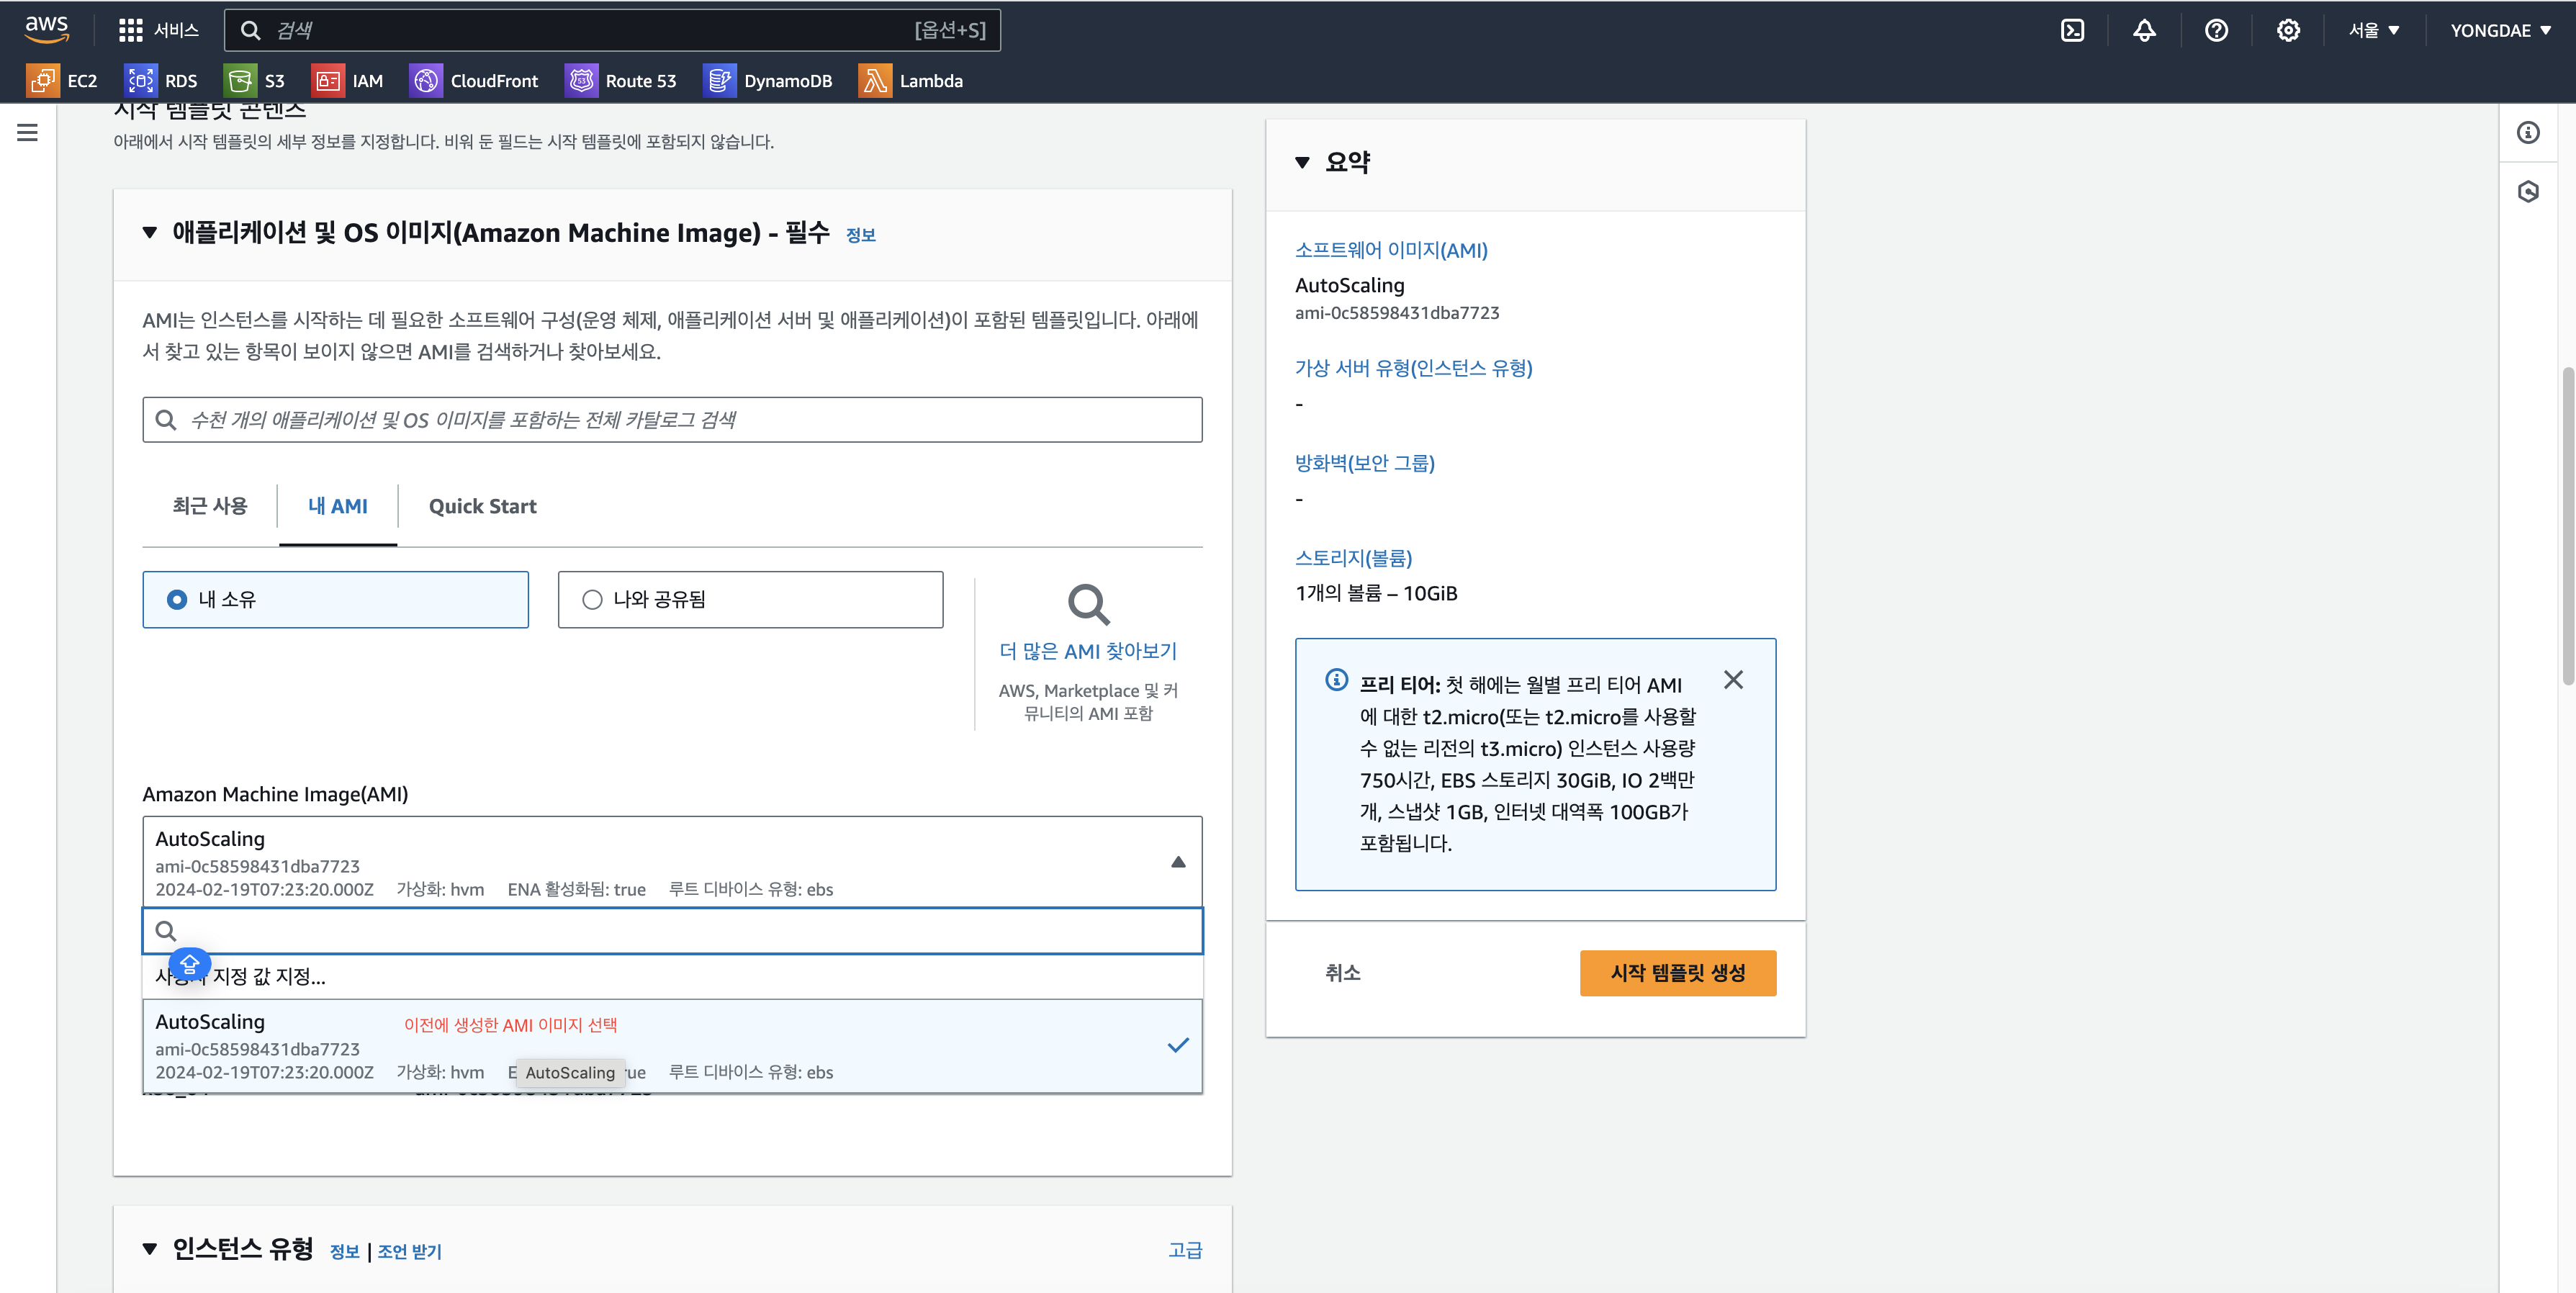 aws
서비스
검색
[옵션+S]
서울 ▼
YONGDAE ▼
EC2
RDS
S3
IAM
CloudFront
Route 53
DynamoDB
Lambda
시작 템플릿 콘텐츠
아래에서 시작 템플릿의 세부 정보를 지정합니다. 비워 둔 필드는 시작 템플릿에 포함되지 않습니다.
▼ 애플리케이션 및 OS 이미지(Amazon Machine Image) - 필수 정보
AMI는 인스턴스를 시작하는 데 필요한 소프트웨어 구성(운영 체제, 애플리케이션 서버 및 애플리케이션)이 포함된 템플릿입니다. 아래에
서 찾고 있는 항목이 보이지 않으면 AMI를 검색하거나 찾아보세요.
수천 개의 애플리케이션 및 OS 이미지를 포함하는 전체 카탈로그 검색
최근 사용
내 AMI
Quick Start
내 소유
나와 공유됨
더 많은 AMI 찾아보기
AWS, Marketplace 및 커
뮤니티의 AMI 포함
Amazon Machine Image(AMI)
AutoScaling
ami-0c58598431dba7723
2024-02-19T07:23:20.000Z 가상화: hvm ENA 활성화됨: true 루트 디바이스 유형: ebs
지정 값 지정...
AutoScaling 이전에 생성한 AMI 이미지 선택
ami-0c58598431dba7723
2024-02-19T07:23:20.000Z 가상화: hvm AutoScaling 루트 디바이스 유형: ebs
▼ 인스턴스 유형 정보 | 조언 받기
고급
▼ 요약
소프트웨어 이미지(AMI)
AutoScaling
ami-0c58598431dba7723
가상 서버 유형(인스턴스 유형)
-
방화벽(보안 그룹)
-
스토리지(볼륨)
1개의 볼륨 – 10GiB
프리 티어: 첫 해에는 월별 프리 티어 AMI
에 대한 t2.micro(또는 t2.micro를 사용할
수 없는 리전의 t3.micro) 인스턴스 사용량
750시간, EBS 스토리지 30GiB, IO 2백만
개, 스냅샷 1GB, 인터넷 대역폭 100GB가
포함됩니다.
취소
시작 템플릿 생성